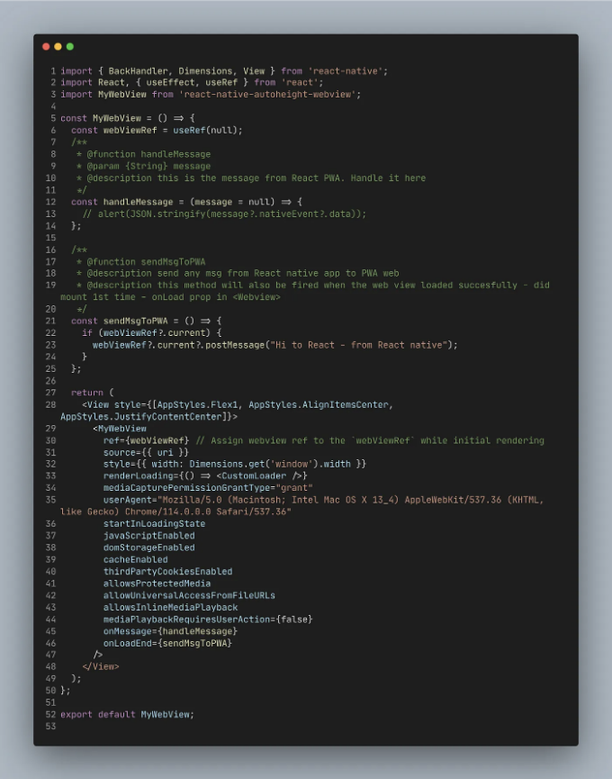 1 import { BackHandler, Dimensions, View } from 'react-native';
2 import React, { useEffect, useRef } from 'react';
3 import MyWebView from 'react-native-autoheight-webview';
4
5 const MyWebView = () => {
6   const webViewRef = useRef(null);
7   /**
8    * @function handleMessage
9    * @param {String} message
10    * @description this is the message from React PWA. Handle it here
11    */
12   const handleMessage = (message = null) => {
13     // alert(JSON.stringify(message?.nativeEvent?.data));
14   };
15
16   /**
17    * @function sendMsgToPWA
18    * @description send any msg from React native app to PWA web
19    * @description this method will also be fired when the web view loaded succesfully - did
mount 1st time - onLoad prop in <Webview>
20    */
21   const sendMsgToPWA = () => {
22     if (webViewRef?.current) {
23       webViewRef?.current?.postMessage("Hi to React - from React native");
24     }
25   };
26
27   return (
28     <View style={[AppStyles.Flex1, AppStyles.AlignItemsCenter,
AppStyles.JustifyContentCenter]}>
29       <MyWebView
30         ref={webViewRef} // Assign webview ref to the `webViewRef` while initial rendering
31         source={{ uri }}
32         style={{ width: Dimensions.get('window').width }}
33         renderLoading={() => <CustomLoader />}
34         mediaCapturePermissionGrantType="grant"
35         userAgent="Mozilla/5.0 (Macintosh; Intel Mac OS X 13_4) AppleWebKit/537.36 (KHTML,
like Gecko) Chrome/114.0.0.0 Safari/537.36"
36         startInLoadingState
37         javaScriptEnabled
38         domStorageEnabled
39         cacheEnabled
40         thirdPartyCookiesEnabled
41         allowsProtectedMedia
42         allowUniversalAccessFromFileURLs
43         allowsInlineMediaPlayback
44         mediaPlaybackRequiresUserAction={false}
45         onMessage={handleMessage}
46         onLoadEnd={sendMsgToPWA}
47       />
48     </View>
49   );
50 };
51
52 export default MyWebView;
53